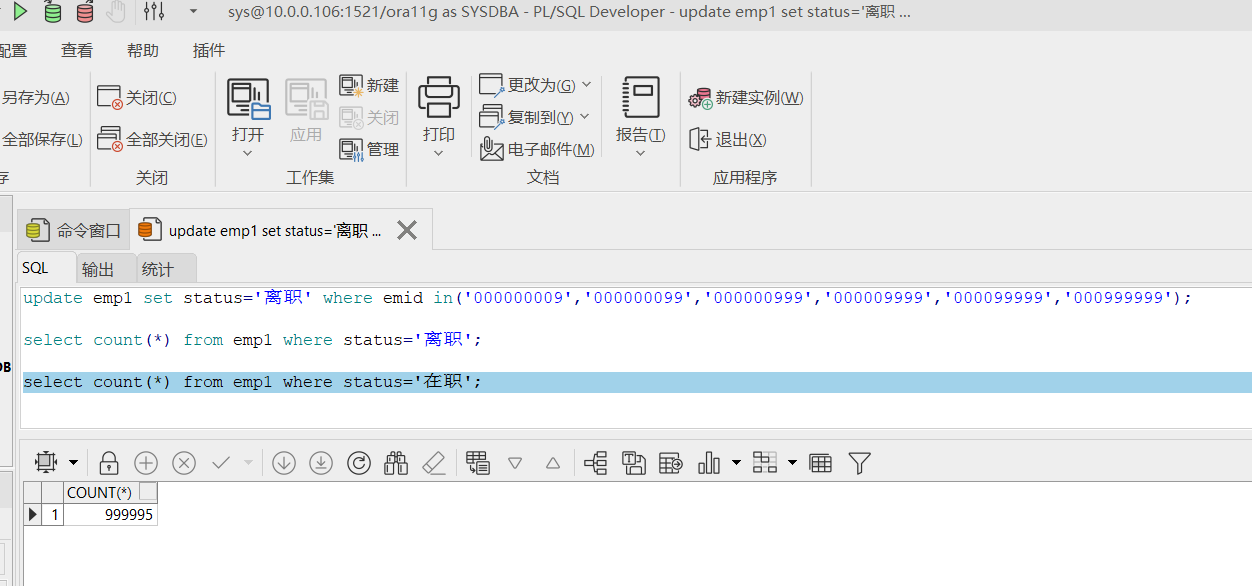 sys@10.0.0.106:1521/ora11g as SYSDBA - PL/SQL Developer - update emp1 set status='离职 ...
配置 查看 帮助 插件
另存为(A) 关闭(C) 新建 更改为(G) 新建实例(W)
打开 应用 关闭 打印 复制到(Y) 报告(T)
全部保存(L) 全部关闭(E) 管理 电子邮件(M) 退出(X)
存 关闭 工作集 文档 应用程序
命令窗口 update emp1 set status='离职 ...
SQL 输出 统计
update emp1 set status='离职' where emid in('000000009','000000099','000000999','000009999','000099999','000999999');
select count(*) from emp1 where status='离职';
DB
select count(*) from emp1 where status='在职';
COUNT(*)
1 999995